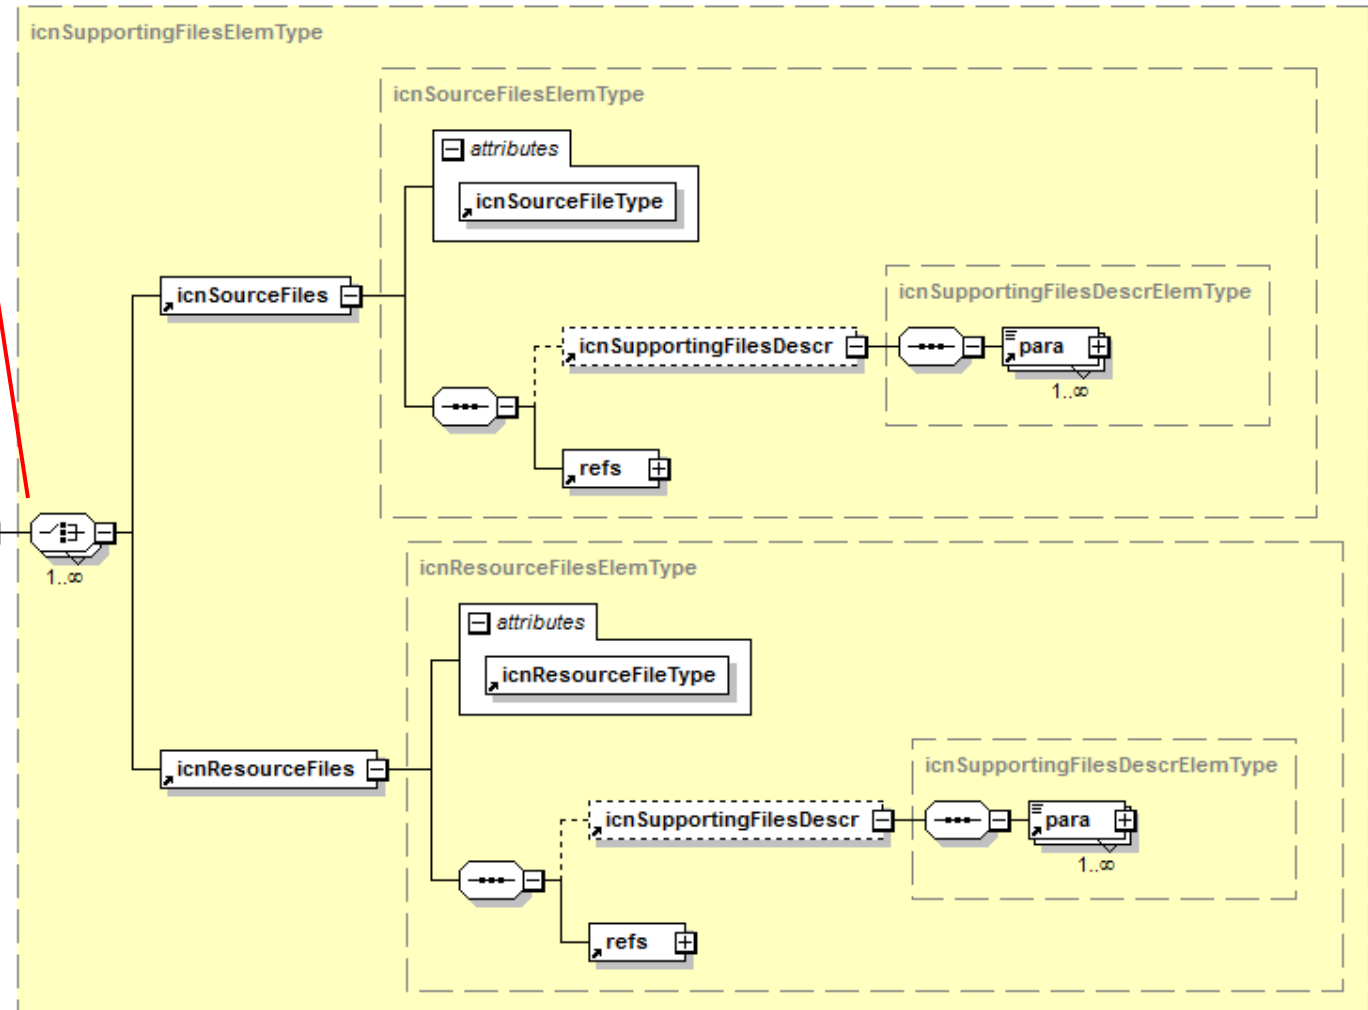 icnSupportingFilesElemType
icnSourceFilesElemType
attributes
icnSourceFileType
icnSourceFiles
icnSupportingFilesDescrElemType
icnSupportingFilesDescr
para
1..∞
refs
1..∞
icnResourceFilesElemType
attributes
icnResourceFileType
icnResourceFiles
icnSupportingFilesDescrElemType
icnSupportingFilesDescr
para
1..∞
refs